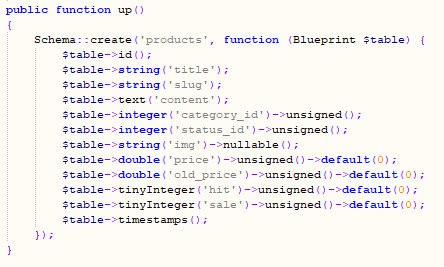 public function up()
{
    Schema::create('products', function (Blueprint $table) {
        $table->id();
        $table->string('title');
        $table->string('slug');
        $table->text('content');
        $table->integer('category_id')->unsigned();
        $table->integer('status_id')->unsigned();
        $table->string('img')->nullable();
        $table->double('price')->unsigned()->default(0);
        $table->double('old_price')->unsigned()->default(0);
        $table->tinyInteger('hit')->unsigned()->default(0);
        $table->tinyInteger('sale')->unsigned()->default(0);
        $table->timestamps();
    });
}